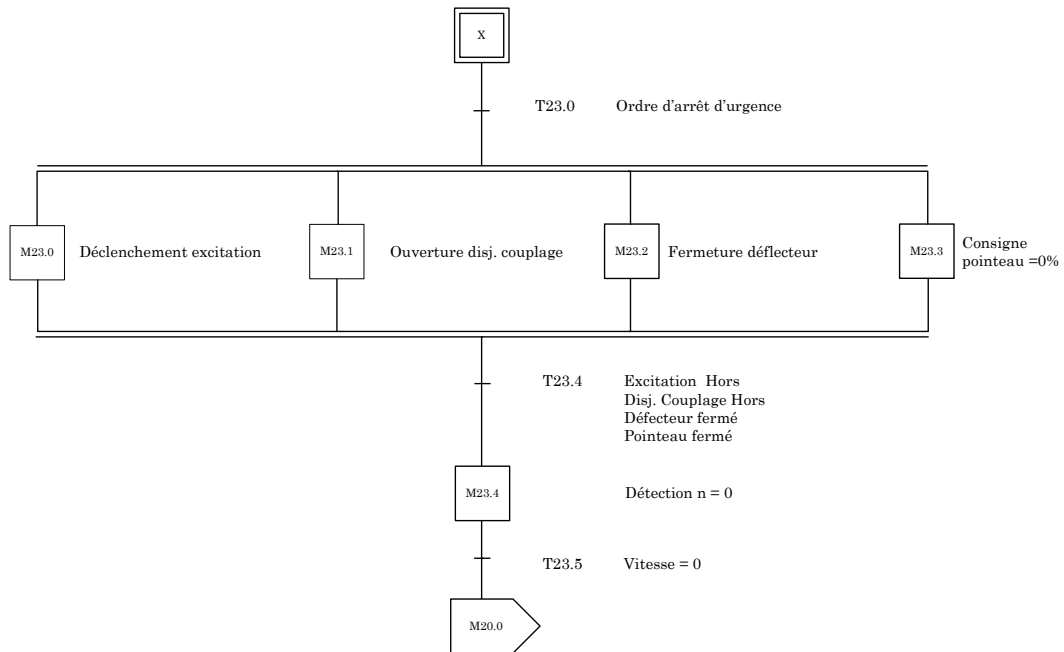 X
T23.0 Ordre d'arrêt d'urgence
M23.0 Déclenchement excitation
M23.1 Ouverture disj. couplage
M23.2 Fermeture déflecteur
M23.3 Consigne
pointeau =0%
T23.4 Excitation Hors
Disj. Couplage Hors
Défecteur fermé
Pointeau fermé
M23.4 Détection n = 0
T23.5 Vitesse = 0
M20.0